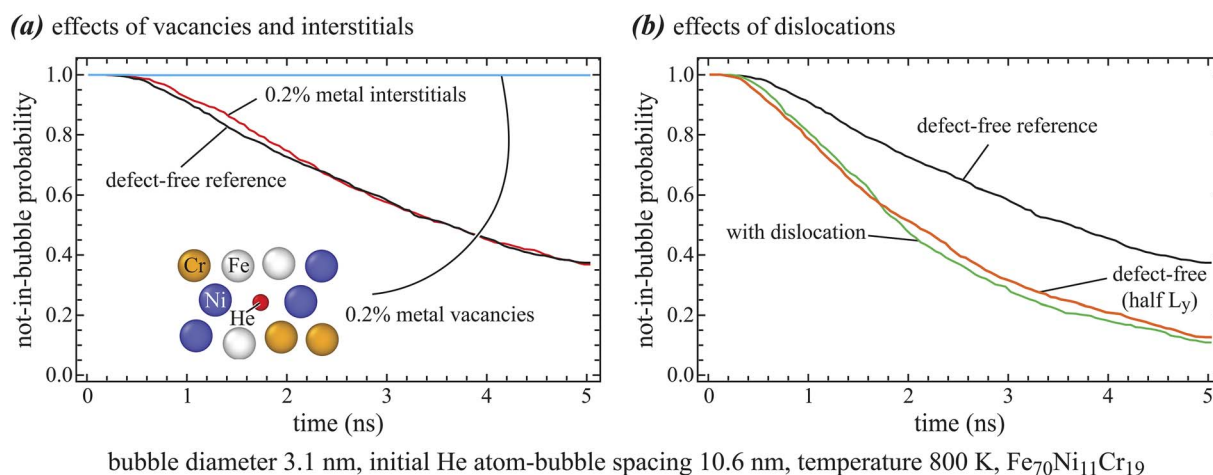 (a) effects of vacancies and interstitials
not-in-bubble probability
1.0
0.8
0.6
0.4
0.2
0.0
0.2% metal interstitials
defect-free reference
Cr
Fe
Ni
He
0.2% metal vacancies
0
1
2
3
4
5
time (ns)
(b) effects of dislocations
not-in-bubble probability
1.0
0.8
0.6
0.4
0.2
0.0
defect-free reference
with dislocation
defect-free
(half Ly)
0
1
2
3
4
5
time (ns)
bubble diameter 3.1 nm, initial He atom-bubble spacing 10.6 nm, temperature 800 K, Fe70Ni11Cr19